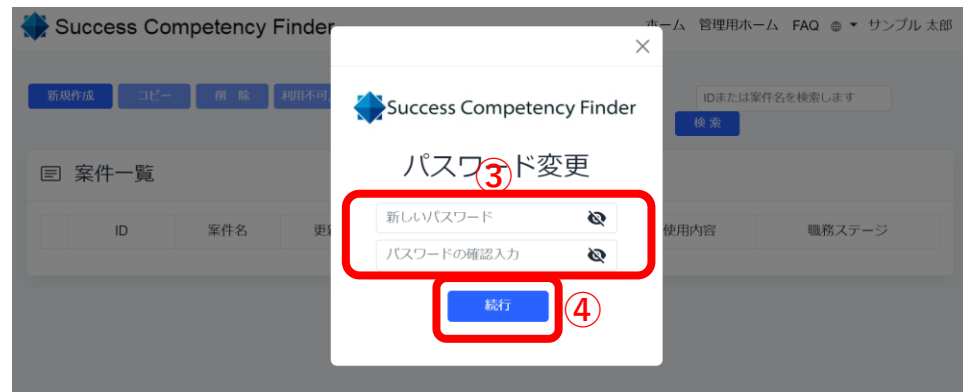 Success Competency Finder
ホーム 管理用ホーム FAQ サンプル 太郎
新規作成 コピー 削 除 利用不可
IDまたは案件名を検索します
検 索
案件一覧
ID 案件名 使用内容 職務ステージ
Success Competency Finder
パスワード変更
③
新しいパスワード
パスワードの確認入力
続行
④